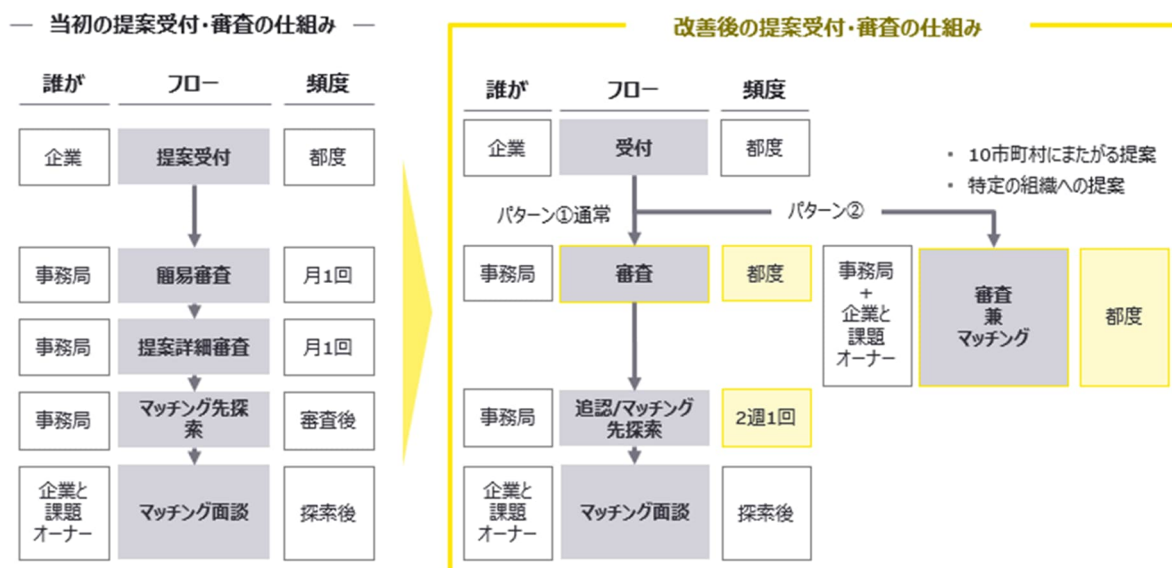 当初の提案受付・審査の仕組み
誰が
フロー
頻度
企業
提案受付
都度
事務局
簡易審査
月1回
事務局
提案詳細審査
月1回
事務局
マッチング先探
索
審査後
企業と
課題
オーナー
マッチング面談
探索後
改善後の提案受付・審査の仕組み
誰が
フロー
頻度
企業
受付
都度
▪ 10市町村にまたがる提案
▪ 特定の組織への提案
パターン①通常
パターン②
事務局
審査
都度
事務局
+
企業と
課題
オーナー
審査
兼
マッチング
都度
事務局
追認/マッチング
先探索
2週1回
企業と
課題
オーナー
マッチング面談
探索後